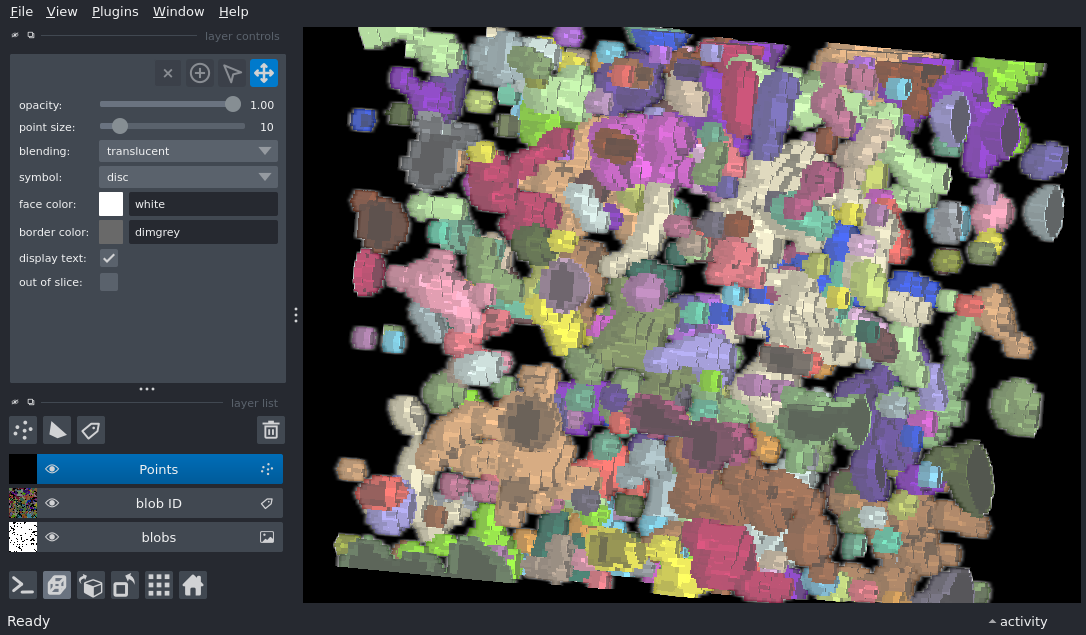 File View Plugins Window Help
layer controls
opacity: 1.00
point size: 10
blending: translucent
symbol: disc
face color: white
border color: dimgrey
display text:
out of slice:
layer list
Points
blob ID
blobs
Ready
activity